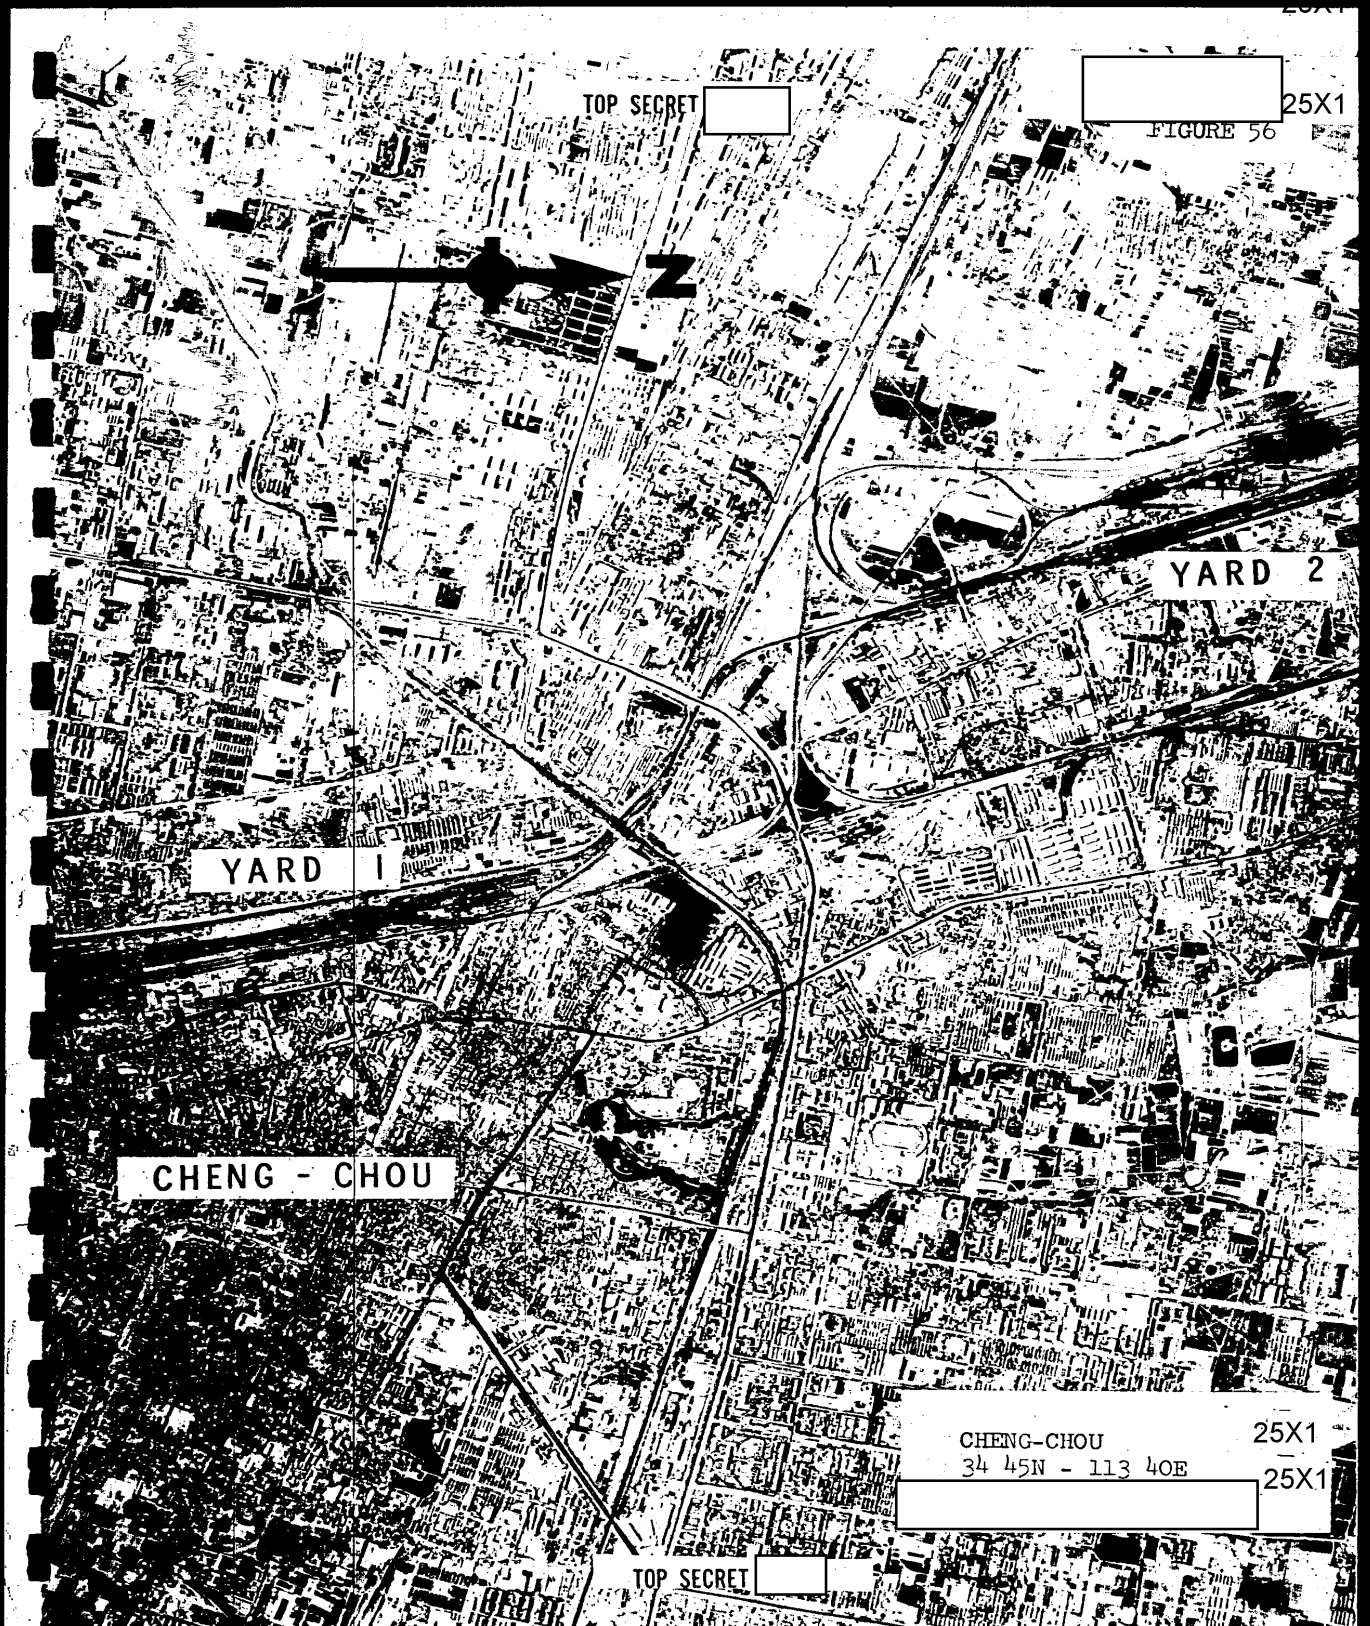 TOP SECRET
25X1
FIGURE 56
N
YARD 2
YARD 1
CHENG - CHOU
CHENG-CHOU
34 45N - 113 40E
25X1
25X1
TOP SECRET